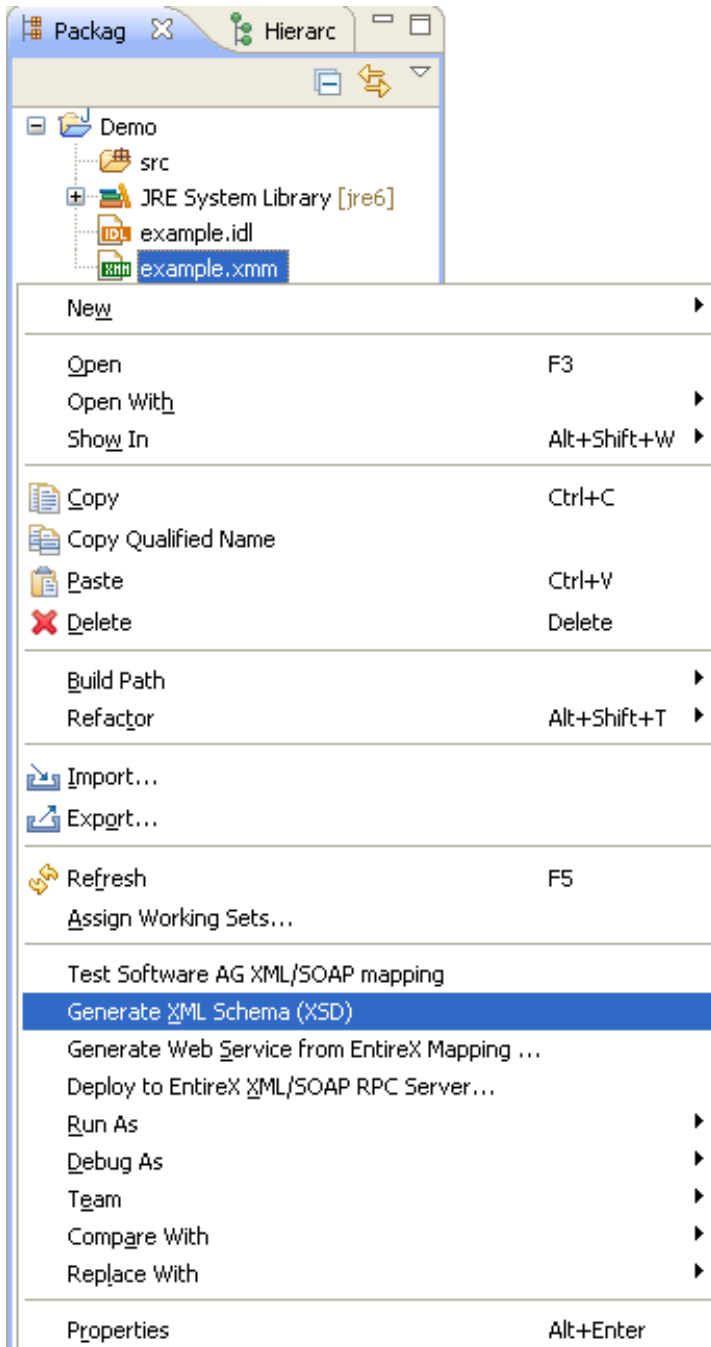 Packag Hierarc
Demo
src
JRE System Library [jre6]
IDL example.idl
XMM example.xmm
New
Open F3
Open With
Show In Alt+Shift+W
Copy Ctrl+C
Copy Qualified Name
Paste Ctrl+V
Delete Delete
Build Path
Refactor Alt+Shift+T
Import...
Export...
Refresh F5
Assign Working Sets...
Test Software AG XML/SOAP mapping
Generate XML Schema (XSD)
Generate Web Service from EntireX Mapping ...
Deploy to EntireX XML/SOAP RPC Server...
Run As
Debug As
Team
Compare With
Replace With
Properties Alt+Enter